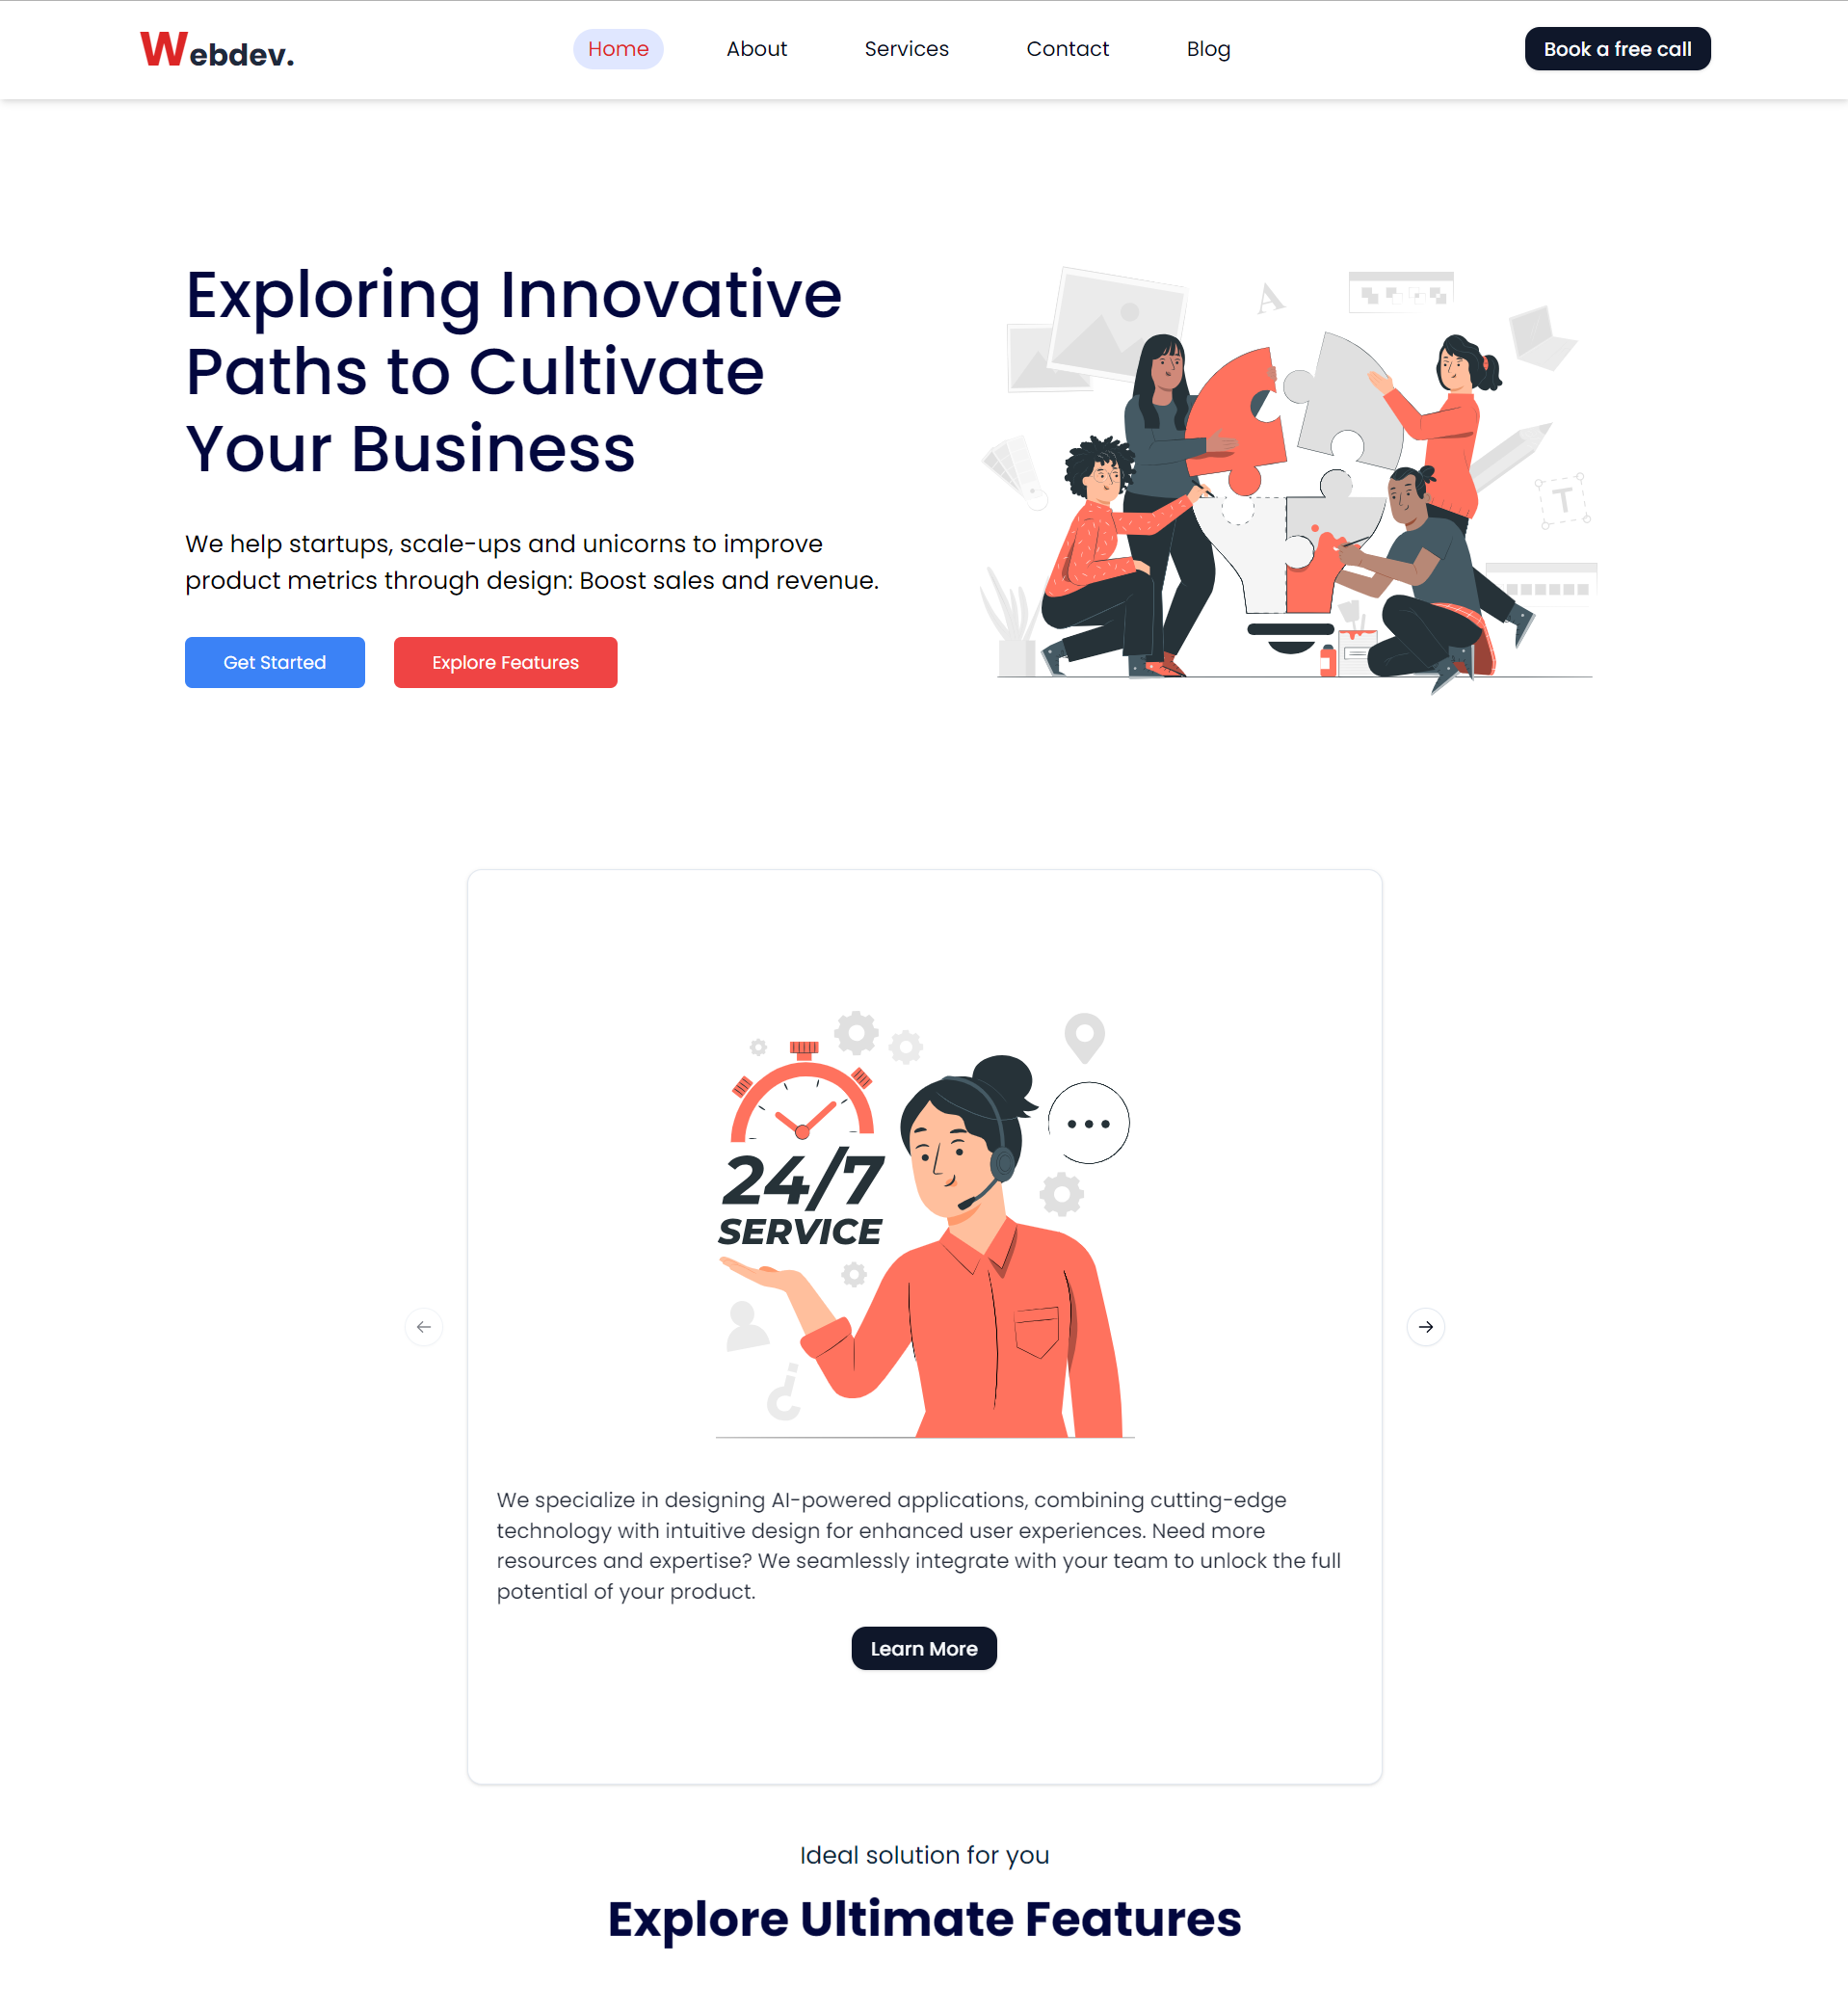 Webdev.
Home
About
Services
Contact
Blog
Book a free call
Exploring Innovative
Paths to Cultivate
Your Business
We help startups, scale-ups and unicorns to improve
product metrics through design: Boost sales and revenue.
Get Started
Explore Features
A
T
24/7
SERVICE
We specialize in designing AI-powered applications, combining cutting-edge
technology with intuitive design for enhanced user experiences. Need more
resources and expertise? We seamlessly integrate with your team to unlock the full
potential of your product.
Learn More
Ideal solution for you
Explore Ultimate Features